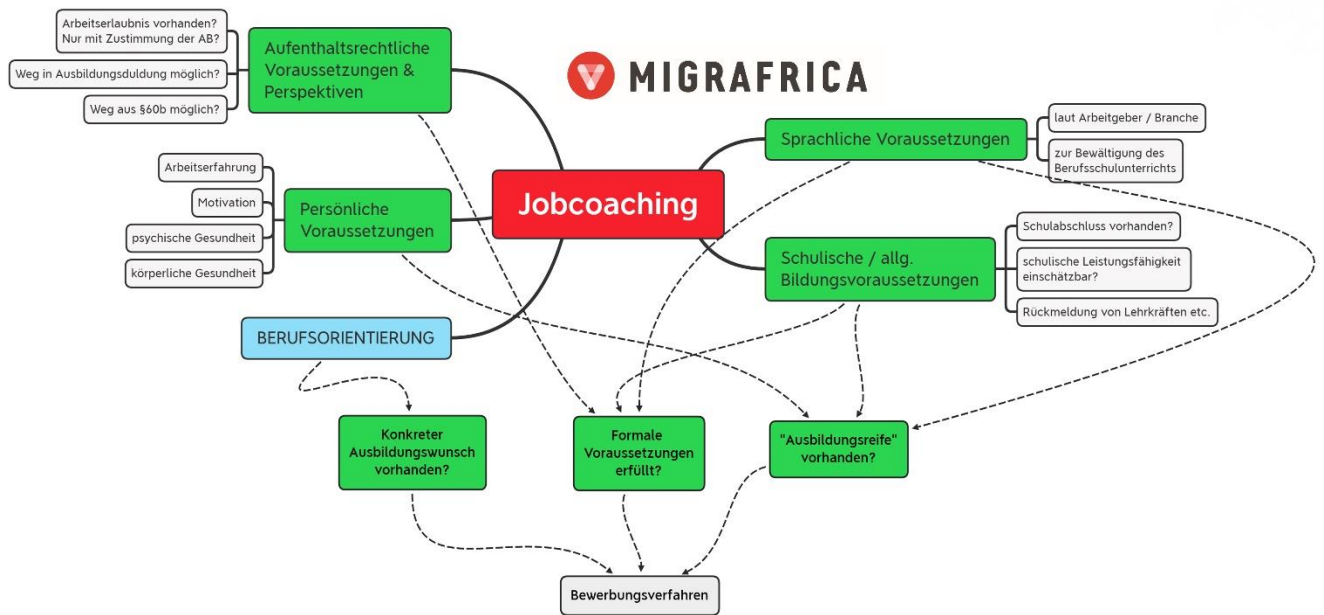 Arbeitserlaubnis vorhanden?
Nur mit Zustimmung der AB?
Weg in Ausbildungsduldung möglich?
Weg aus §60b möglich?
Aufenthaltsrechtliche
Voraussetzungen &
Perspektiven
MIGRAFRICA
Sprachliche Voraussetzungen
laut Arbeitgeber / Branche
zur Bewältigung des
Berufsschulunterrichts
Arbeitserfahrung
Motivation
psychische Gesundheit
körperliche Gesundheit
Persönliche
Voraussetzungen
Jobcoaching
Schulische / allg.
Bildungsvoraussetzungen
Schulabschluss vorhanden?
schulische Leistungsfähigkeit
einschätzbar?
Rückmeldung von Lehrkräften etc.
BERUFSORIENTIERUNG
Konkreter
Ausbildungswunsch
vorhanden?
Formale
Voraussetzungen
erfüllt?
"Ausbildungsreife"
vorhanden?
Bewerbungsverfahren